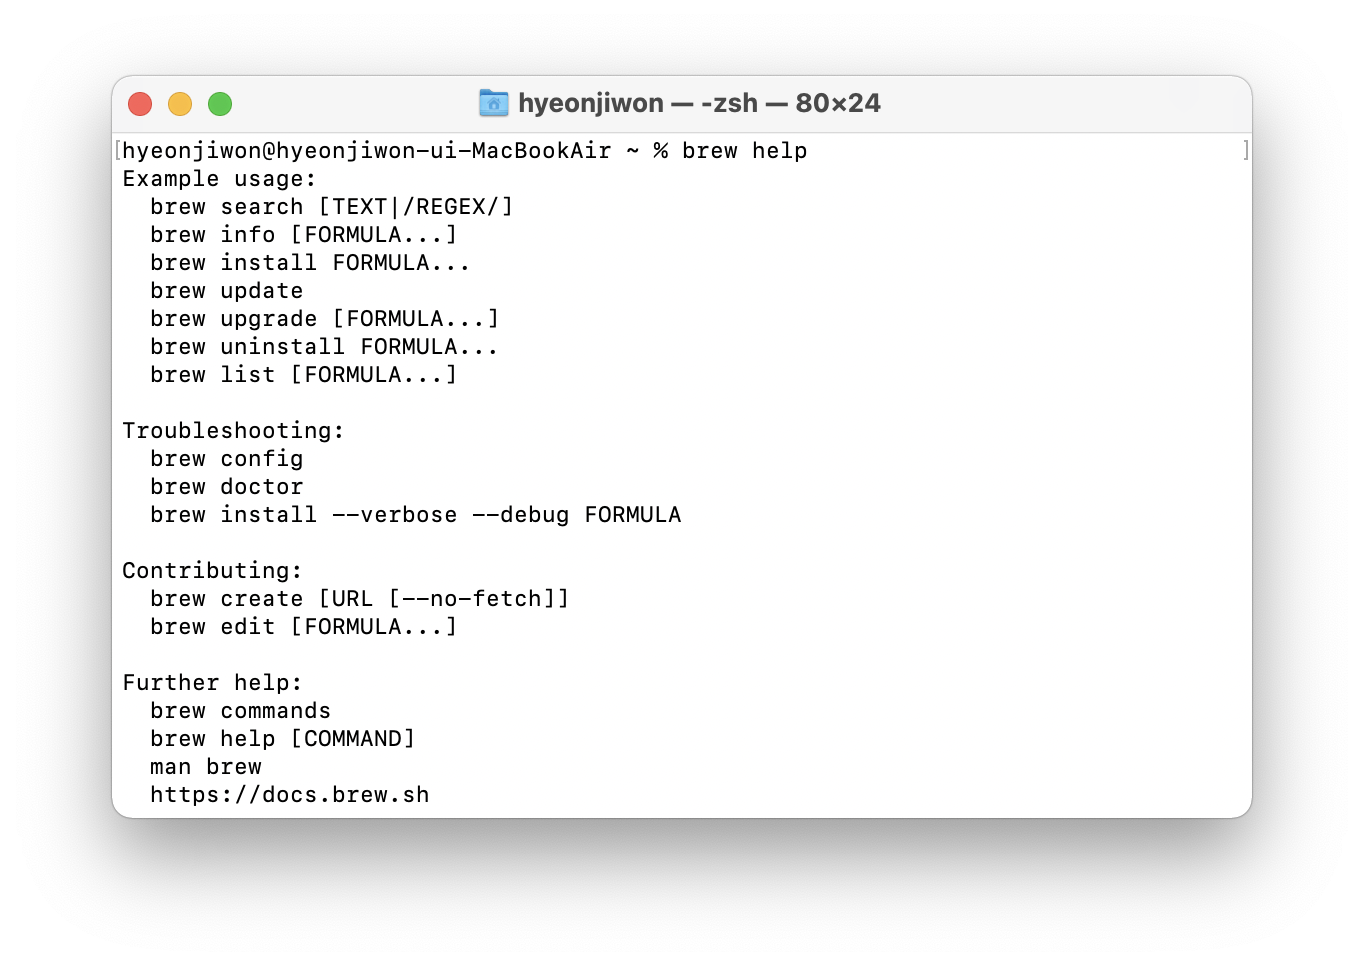 hyeonjiwon — -zsh — 80×24
[hyeonjiwon@hyeonjiwon-ui-MacBookAir ~ % brew help ]
Example usage:
  brew search [TEXT|/REGEX/]
  brew info [FORMULA...]
  brew install FORMULA...
  brew update
  brew upgrade [FORMULA...]
  brew uninstall FORMULA...
  brew list [FORMULA...]

Troubleshooting:
  brew config
  brew doctor
  brew install --verbose --debug FORMULA

Contributing:
  brew create [URL [--no-fetch]]
  brew edit [FORMULA...]

Further help:
  brew commands
  brew help [COMMAND]
  man brew
  https://docs.brew.sh